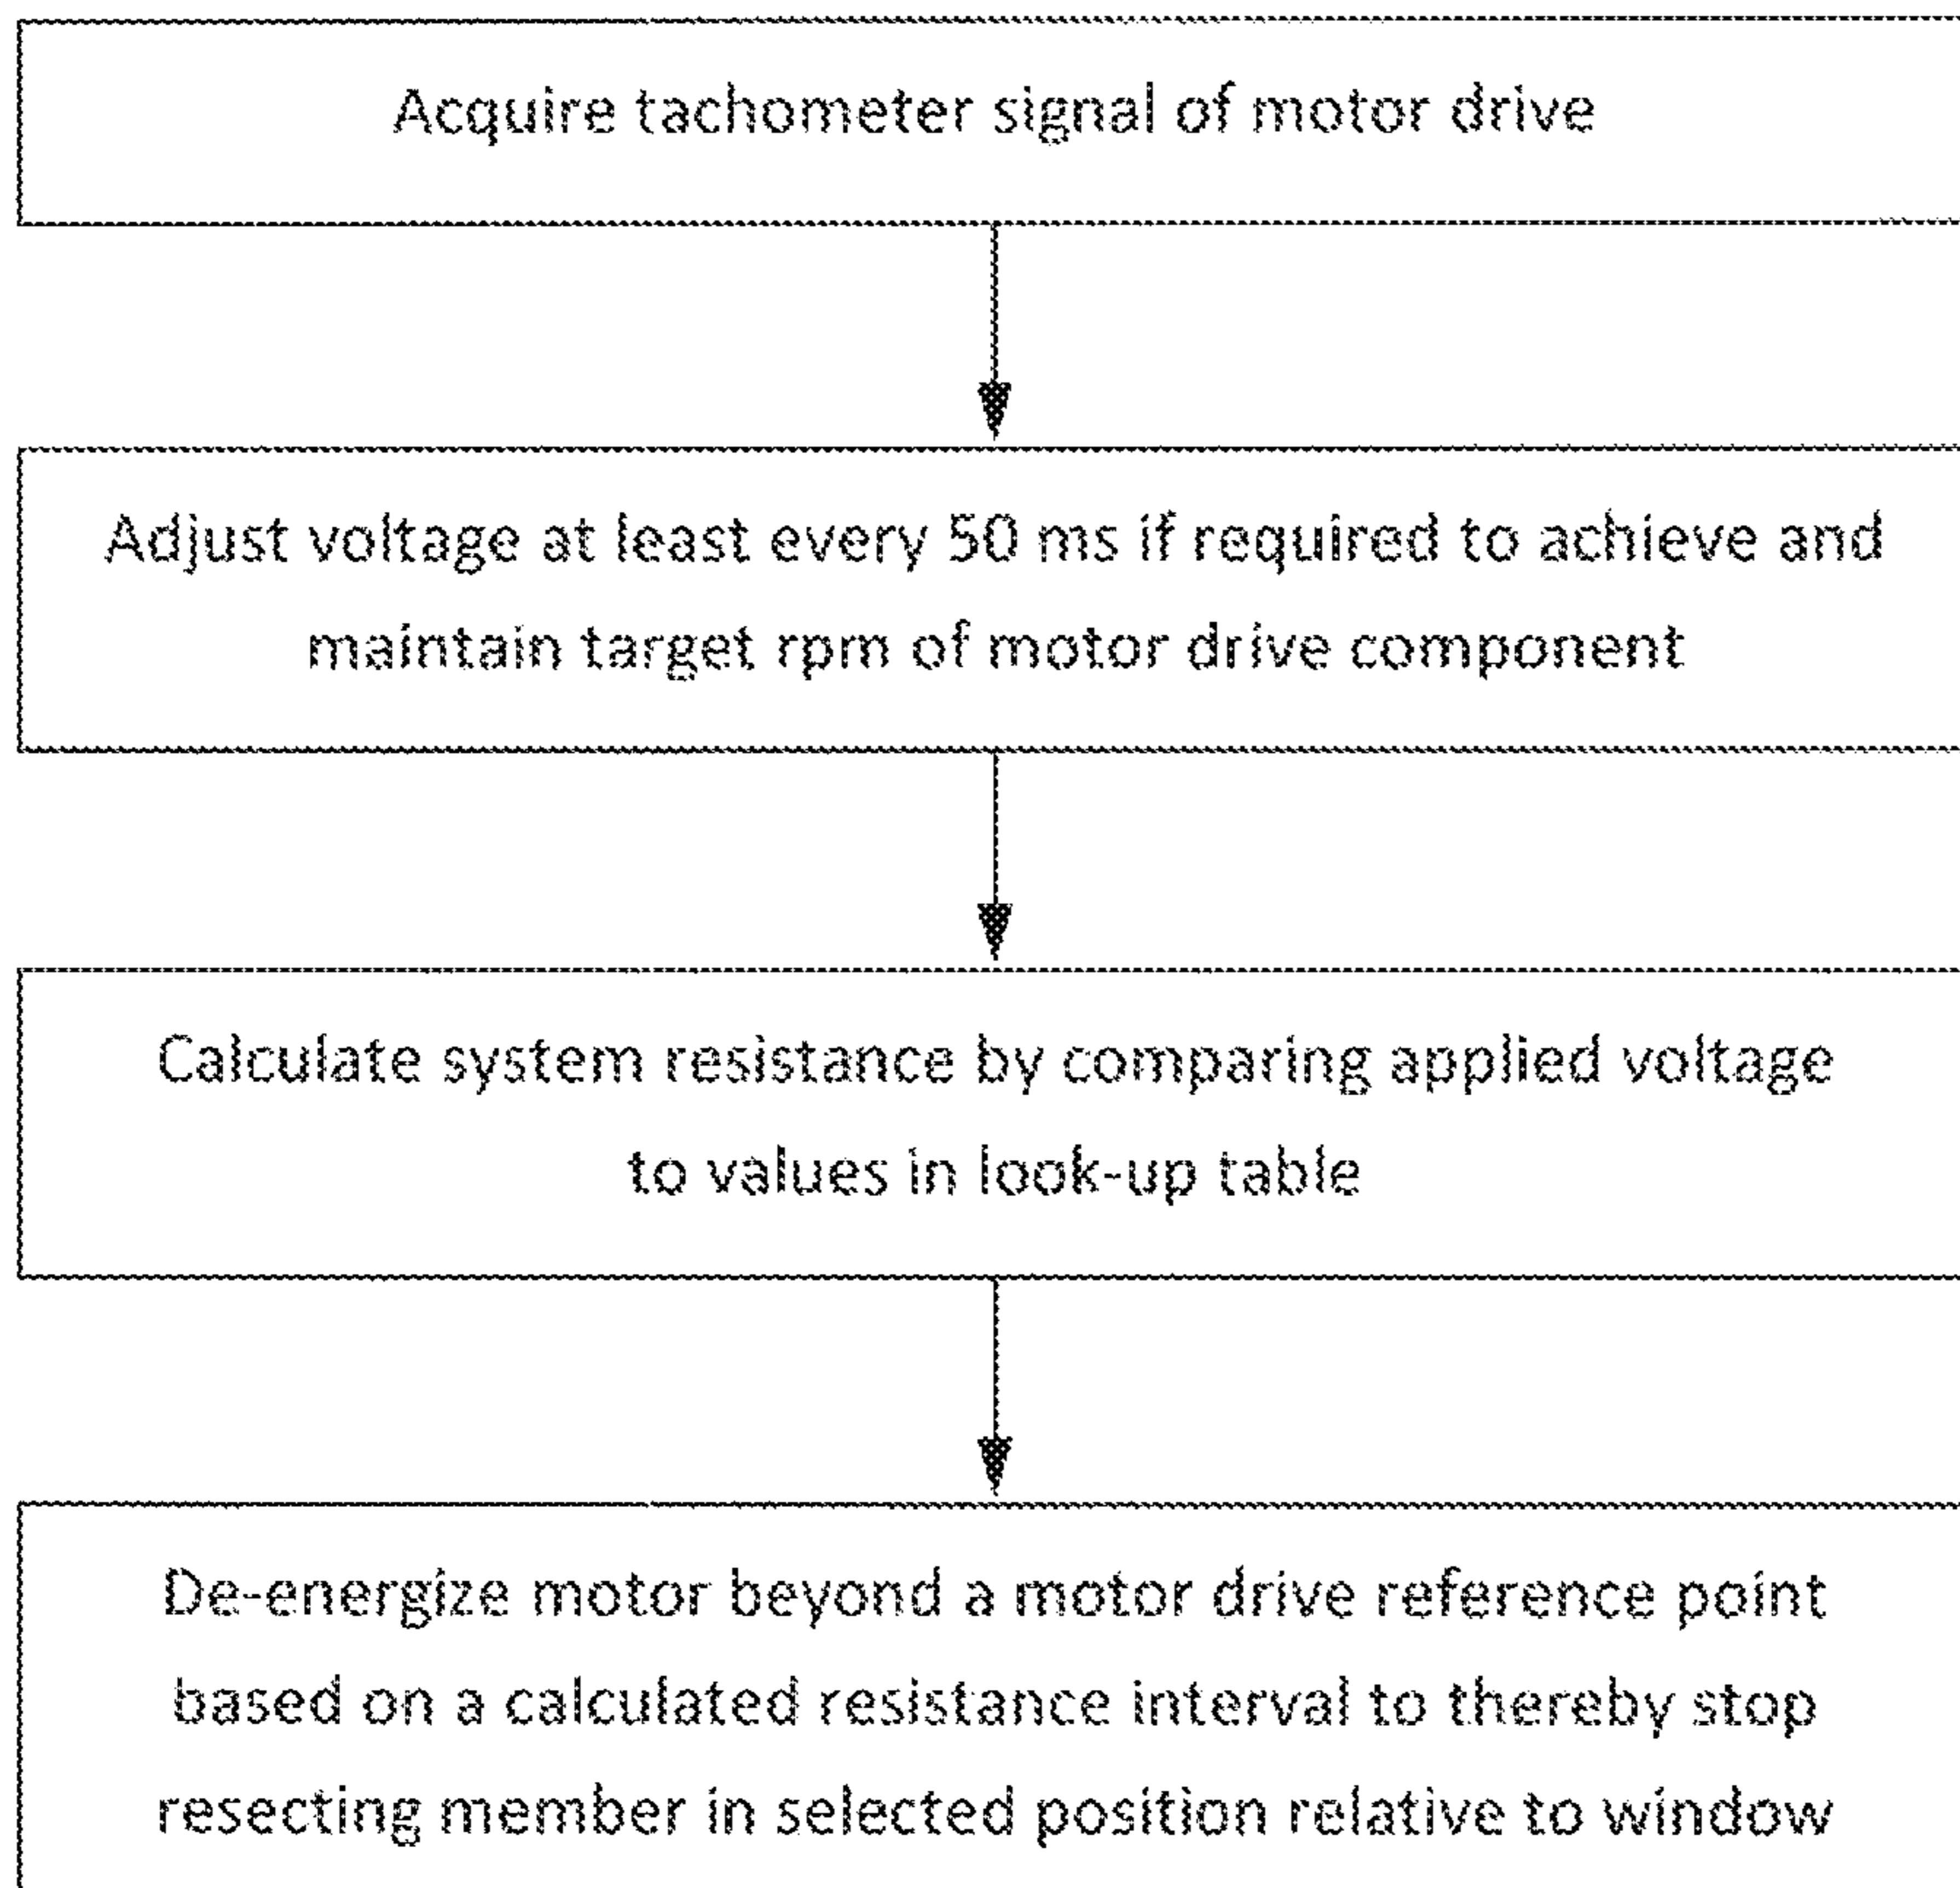 Acquire tachometer signal of motor drive
Adjust voltage at least every 50 ms if required to achieve and
maintain target rpm of motor drive component
Calculate system resistance by comparing applied voltage
to values in look-up table
De-energize motor beyond a motor drive reference point
based on a calculated resistance interval to thereby stop
resecting member in selected position relative to window